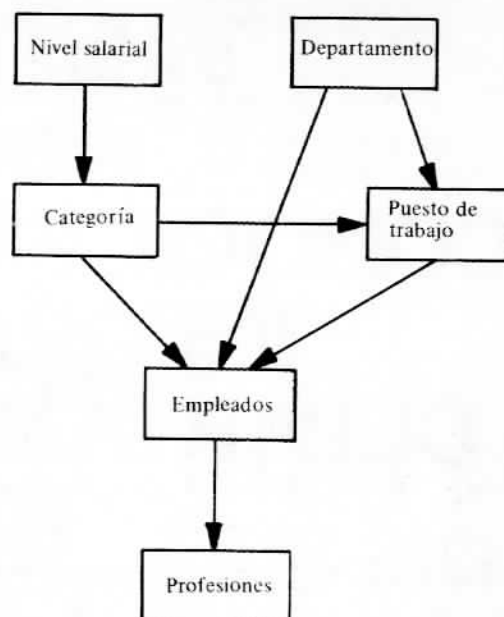 Nivel salarial
Departamento
Categoría
Puesto de
trabajo
Empleados
Profesiones